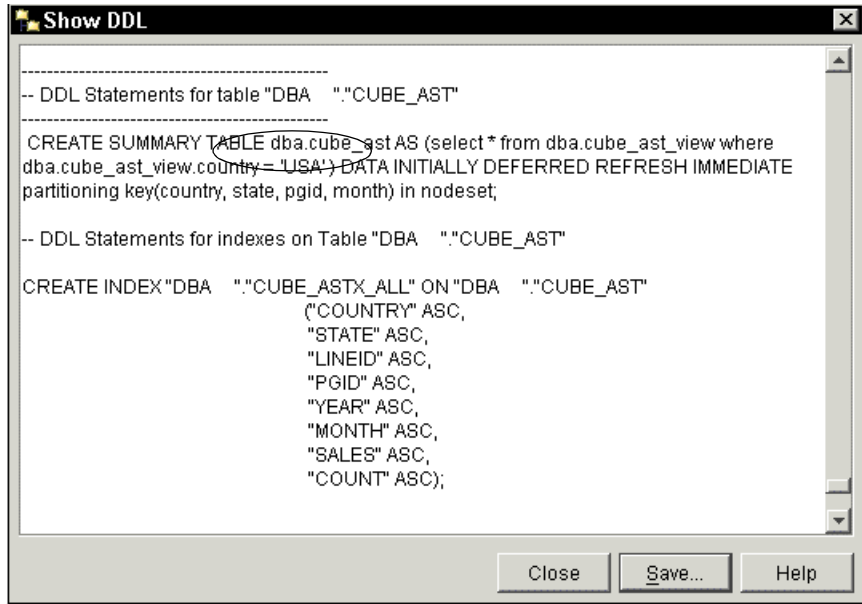 Show DDL
------------------------------------------------
-- DDL Statements for table "DBA    "."CUBE_AST"
------------------------------------------------
CREATE SUMMARY TABLE dba.cube_ast AS (select * from dba.cube_ast_view where
dba.cube_ast_view.country = 'USA' ) DATA INITIALLY DEFERRED REFRESH IMMEDIATE
partitioning key(country, state, pgid, month) in nodeset;
-- DDL Statements for indexes on Table "DBA    "."CUBE_AST"
CREATE INDEX "DBA    "."CUBE_ASTX_ALL" ON "DBA    "."CUBE_AST"
("COUNTRY" ASC,
"STATE" ASC,
"LINEID" ASC,
"PGID" ASC,
"YEAR" ASC,
"MONTH" ASC,
"SALES" ASC,
"COUNT" ASC);
Close Save... Help